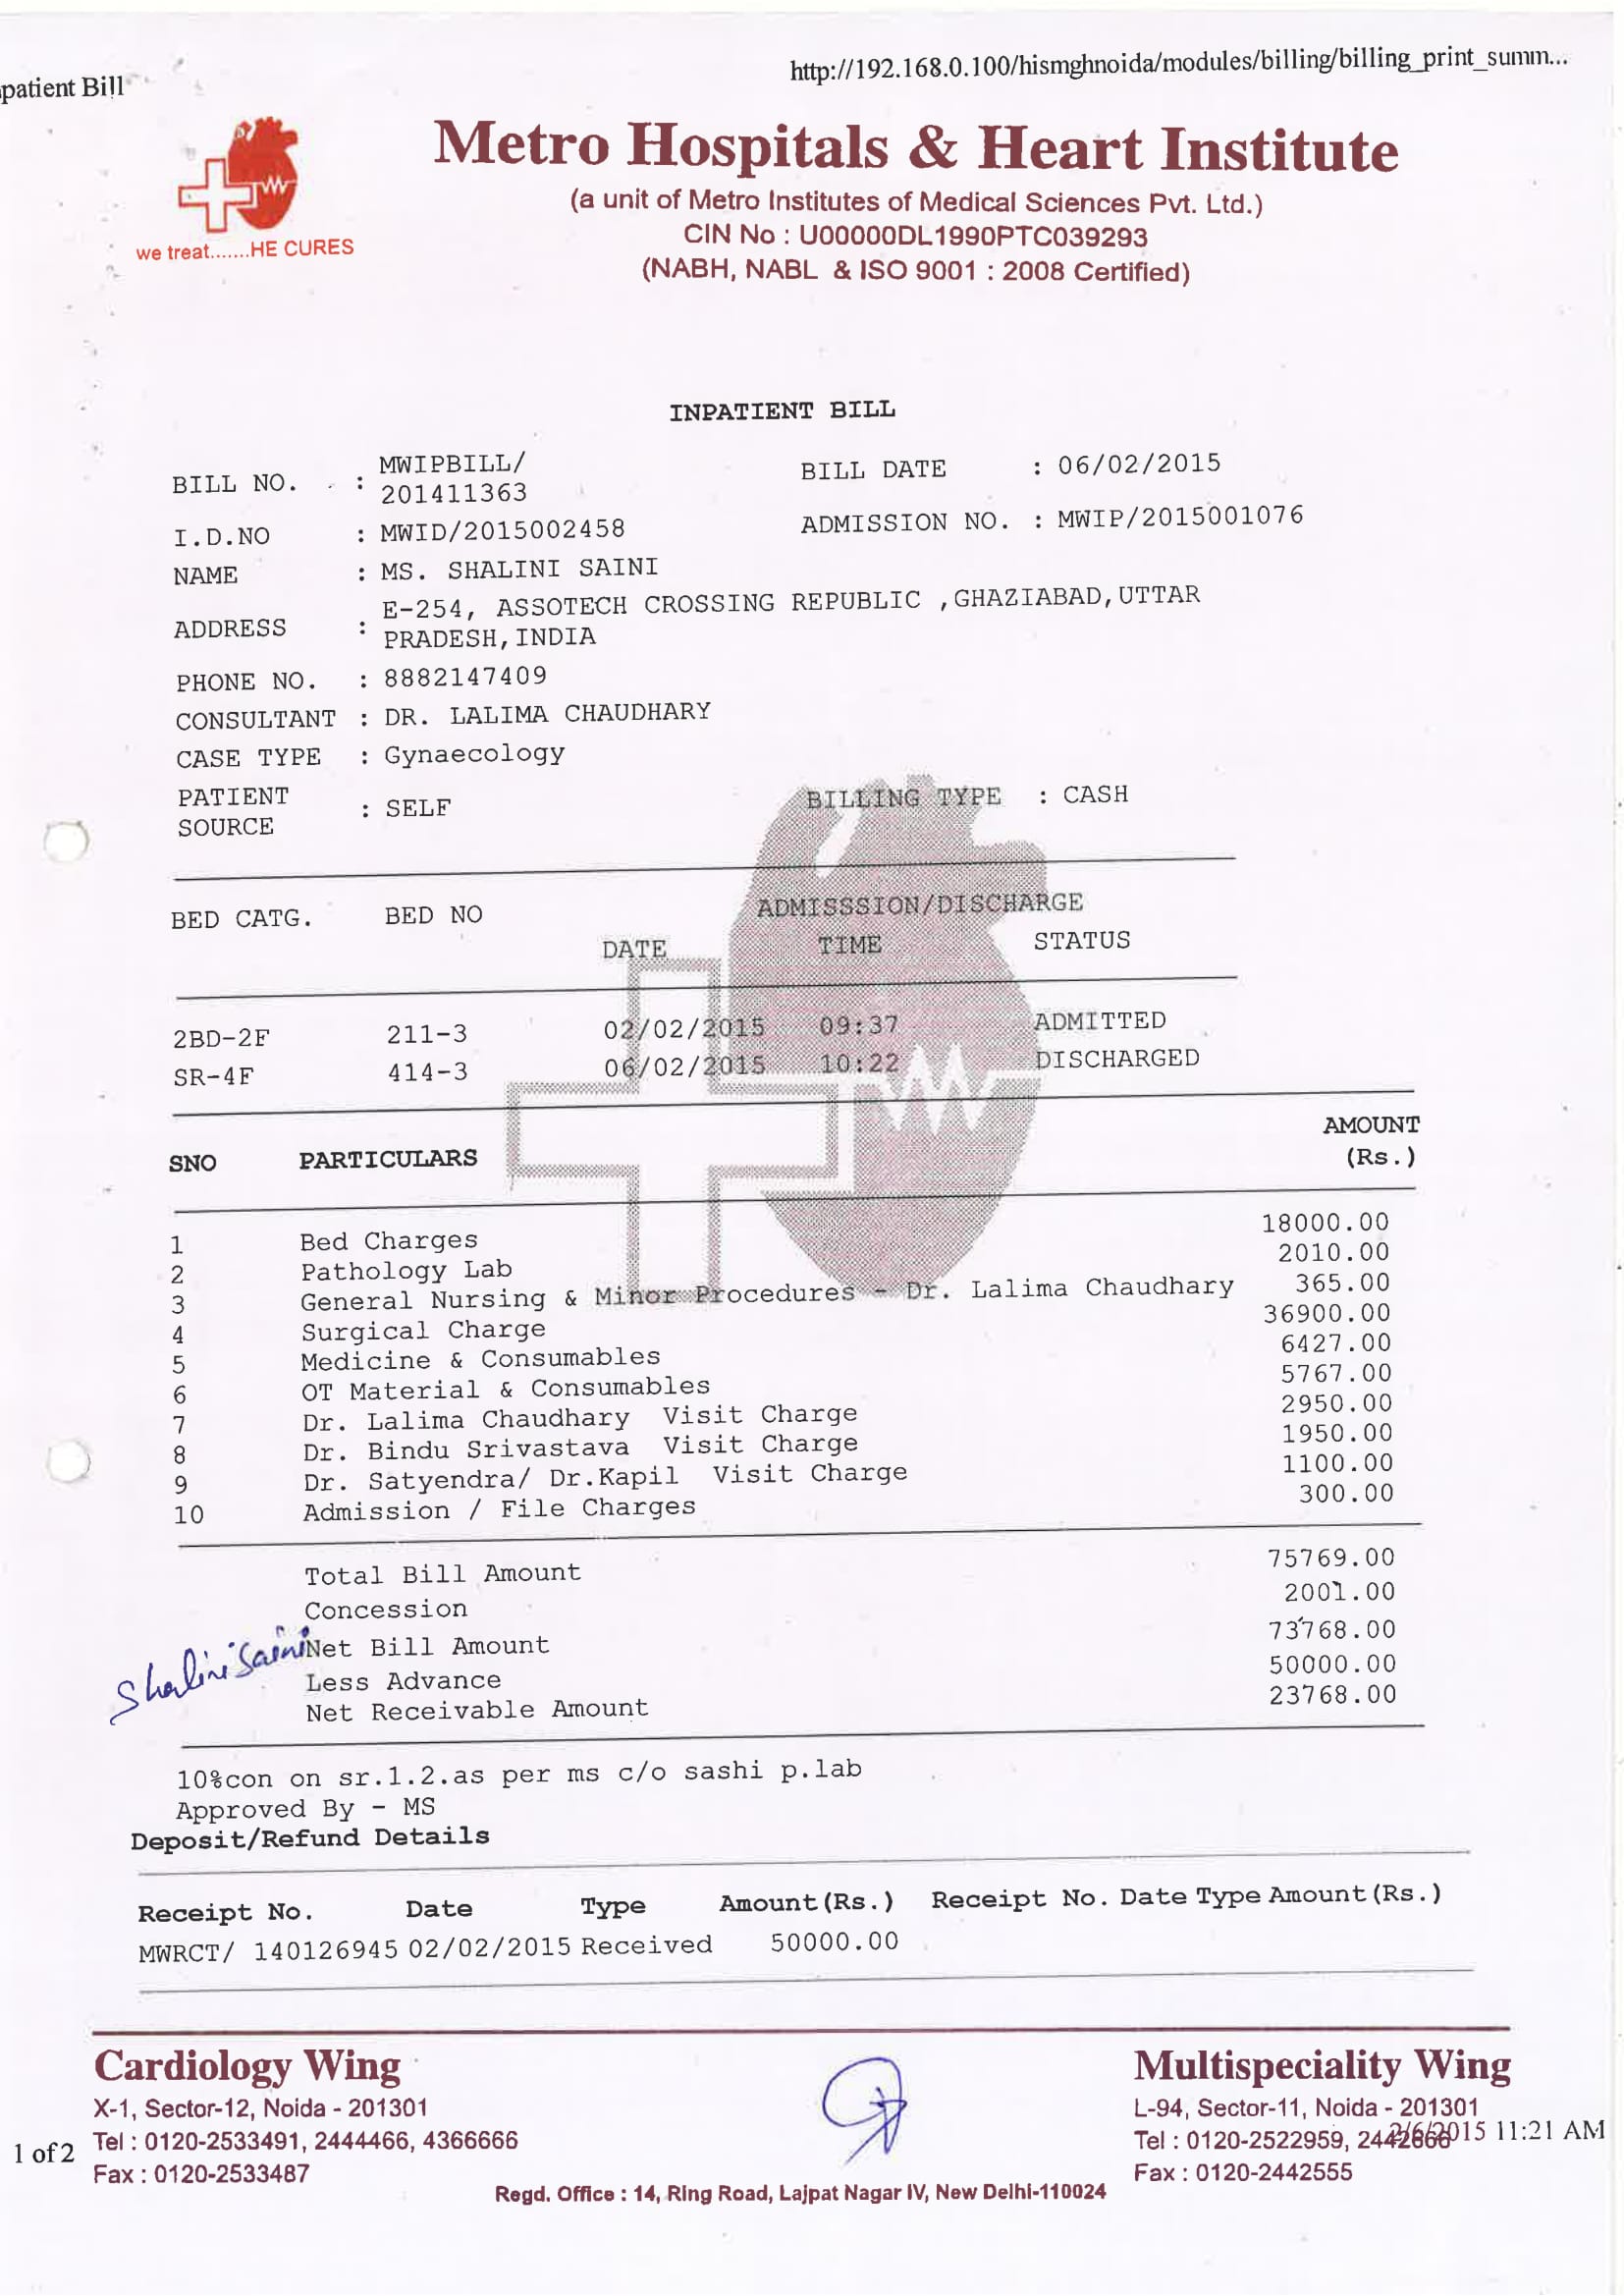 patient Bill
http://192.168.0.100/hismghnoida/modules/billing/billing_print_summ...
Metro Hospitals & Heart Institute
(a unit of Metro Institutes of Medical Sciences Pvt. Ltd.)
CIN No : U00000DL1990PTC039293
(NABH, NABL & ISO 9001 : 2008 Certified)
we treat.......HE CURES
INPATIENT BILL
BILL NO. : MWIPBILL/ 201411363 BILL DATE : 06/02/2015
I.D.NO : MWID/2015002458 ADMISSION NO. : MWIP/2015001076
NAME : MS. SHALINI SAINI
ADDRESS : E-254, ASSOTECH CROSSING REPUBLIC ,GHAZIABAD,UTTAR
PRADESH,INDIA
PHONE NO. : 8882147409
CONSULTANT : DR. LALIMA CHAUDHARY
CASE TYPE : Gynaecology
PATIENT SOURCE : SELF BILLING TYPE : CASH
BED CATG. BED NO ADMISSSION/DISCHARGE
DATE TIME STATUS
2BD-2F 211-3 02/02/2015 09:37 ADMITTED
SR-4F 414-3 06/02/2015 10:22 DISCHARGED
SNO PARTICULARS AMOUNT (Rs.)
1 Bed Charges 18000.00
2 Pathology Lab 2010.00
3 General Nursing & Minor Procedures - Dr. Lalima Chaudhary 365.00
4 Surgical Charge 36900.00
5 Medicine & Consumables 6427.00
6 OT Material & Consumables 5767.00
7 Dr. Lalima Chaudhary Visit Charge 2950.00
8 Dr. Bindu Srivastava Visit Charge 1950.00
9 Dr. Satyendra/ Dr.Kapil Visit Charge 1100.00
10 Admission / File Charges 300.00
Total Bill Amount 75769.00
Concession 2001.00
Net Bill Amount 73768.00
Less Advance 50000.00
Net Receivable Amount 23768.00
Shalini Saini
10%con on sr.1.2.as per ms c/o sashi p.lab
Approved By - MS
Deposit/Refund Details
Receipt No. Date Type Amount(Rs.) Receipt No. Date Type Amount(Rs.)
MWRCT/ 140126945 02/02/2015 Received 50000.00
Cardiology Wing
X-1, Sector-12, Noida - 201301
Tel : 0120-2533491, 2444466, 4366666
Fax : 0120-2533487
Multispeciality Wing
L-94, Sector-11, Noida - 201301
Tel : 0120-2522959, 2442666
Fax : 0120-2442555
1 of 2
2/6/2015 11:21 AM
Regd. Office : 14, Ring Road, Lajpat Nagar IV, New Delhi-110024